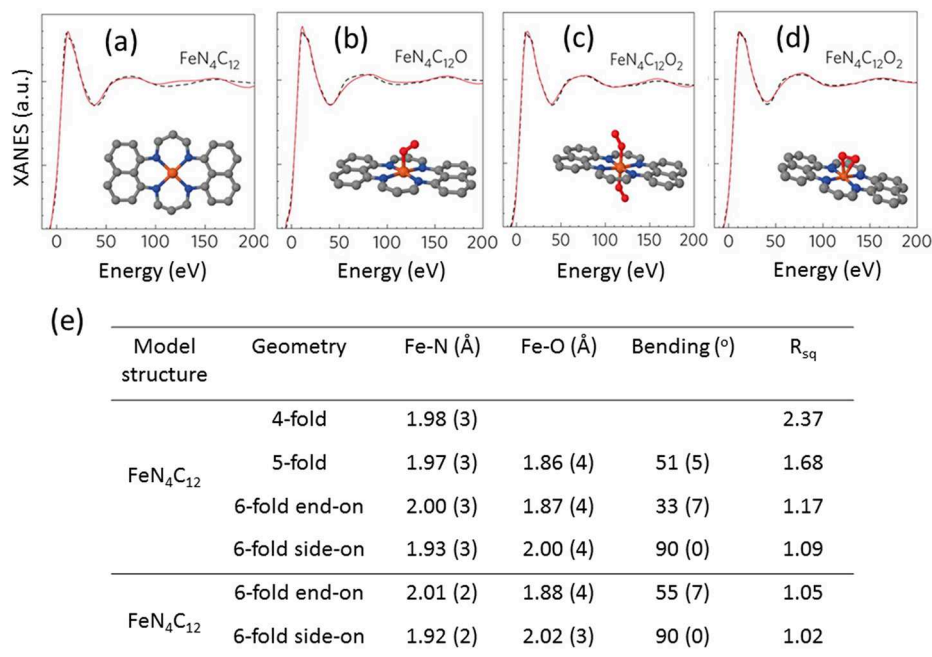 (a) (b) (c) (d)
FeN₄C₁₂ FeN₄C₁₂O FeN₄C₁₂O₂ FeN₄C₁₂O₂
XANES (a.u.)
0 50 100 150 200 0 50 100 150 200 0 50 100 150 200 0 50 100 150 200
Energy (eV) Energy (eV) Energy (eV) Energy (eV)
(e)
Model structure Geometry Fe-N (Å) Fe-O (Å) Bending (°) R_sq
FeN₄C₁₂
4-fold 1.98 (3) 2.37
5-fold 1.97 (3) 1.86 (4) 51 (5) 1.68
6-fold end-on 2.00 (3) 1.87 (4) 33 (7) 1.17
6-fold side-on 1.93 (3) 2.00 (4) 90 (0) 1.09
FeN₄C₁₂
6-fold end-on 2.01 (2) 1.88 (4) 55 (7) 1.05
6-fold side-on 1.92 (2) 2.02 (3) 90 (0) 1.02